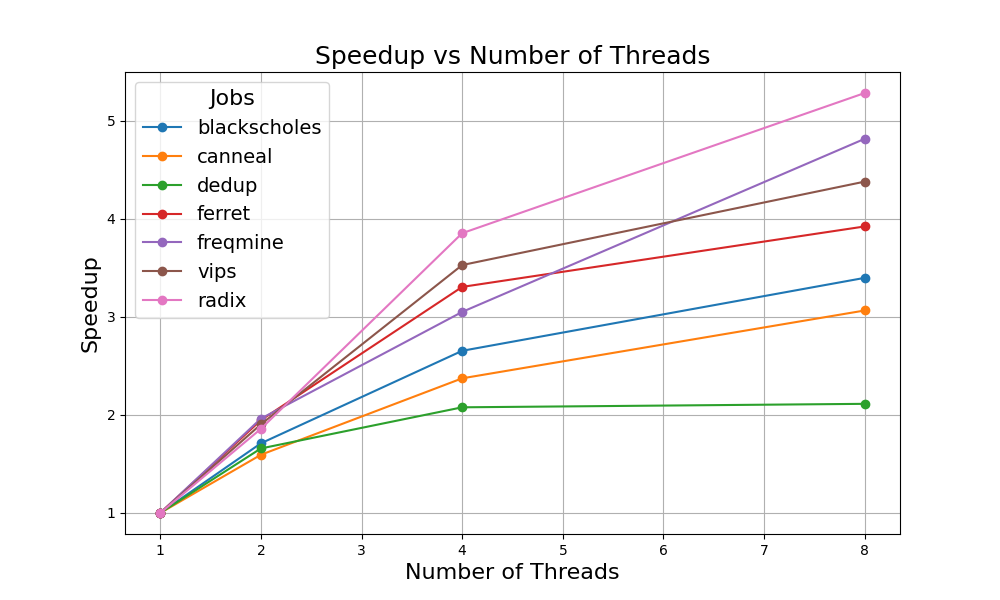 Speedup vs Number of Threads
Jobs
blackscholes
canneal
dedup
ferret
freqmine
vips
radix
Speedup
5
4
3
2
1
1 2 3 4 5 6 7 8
Number of Threads